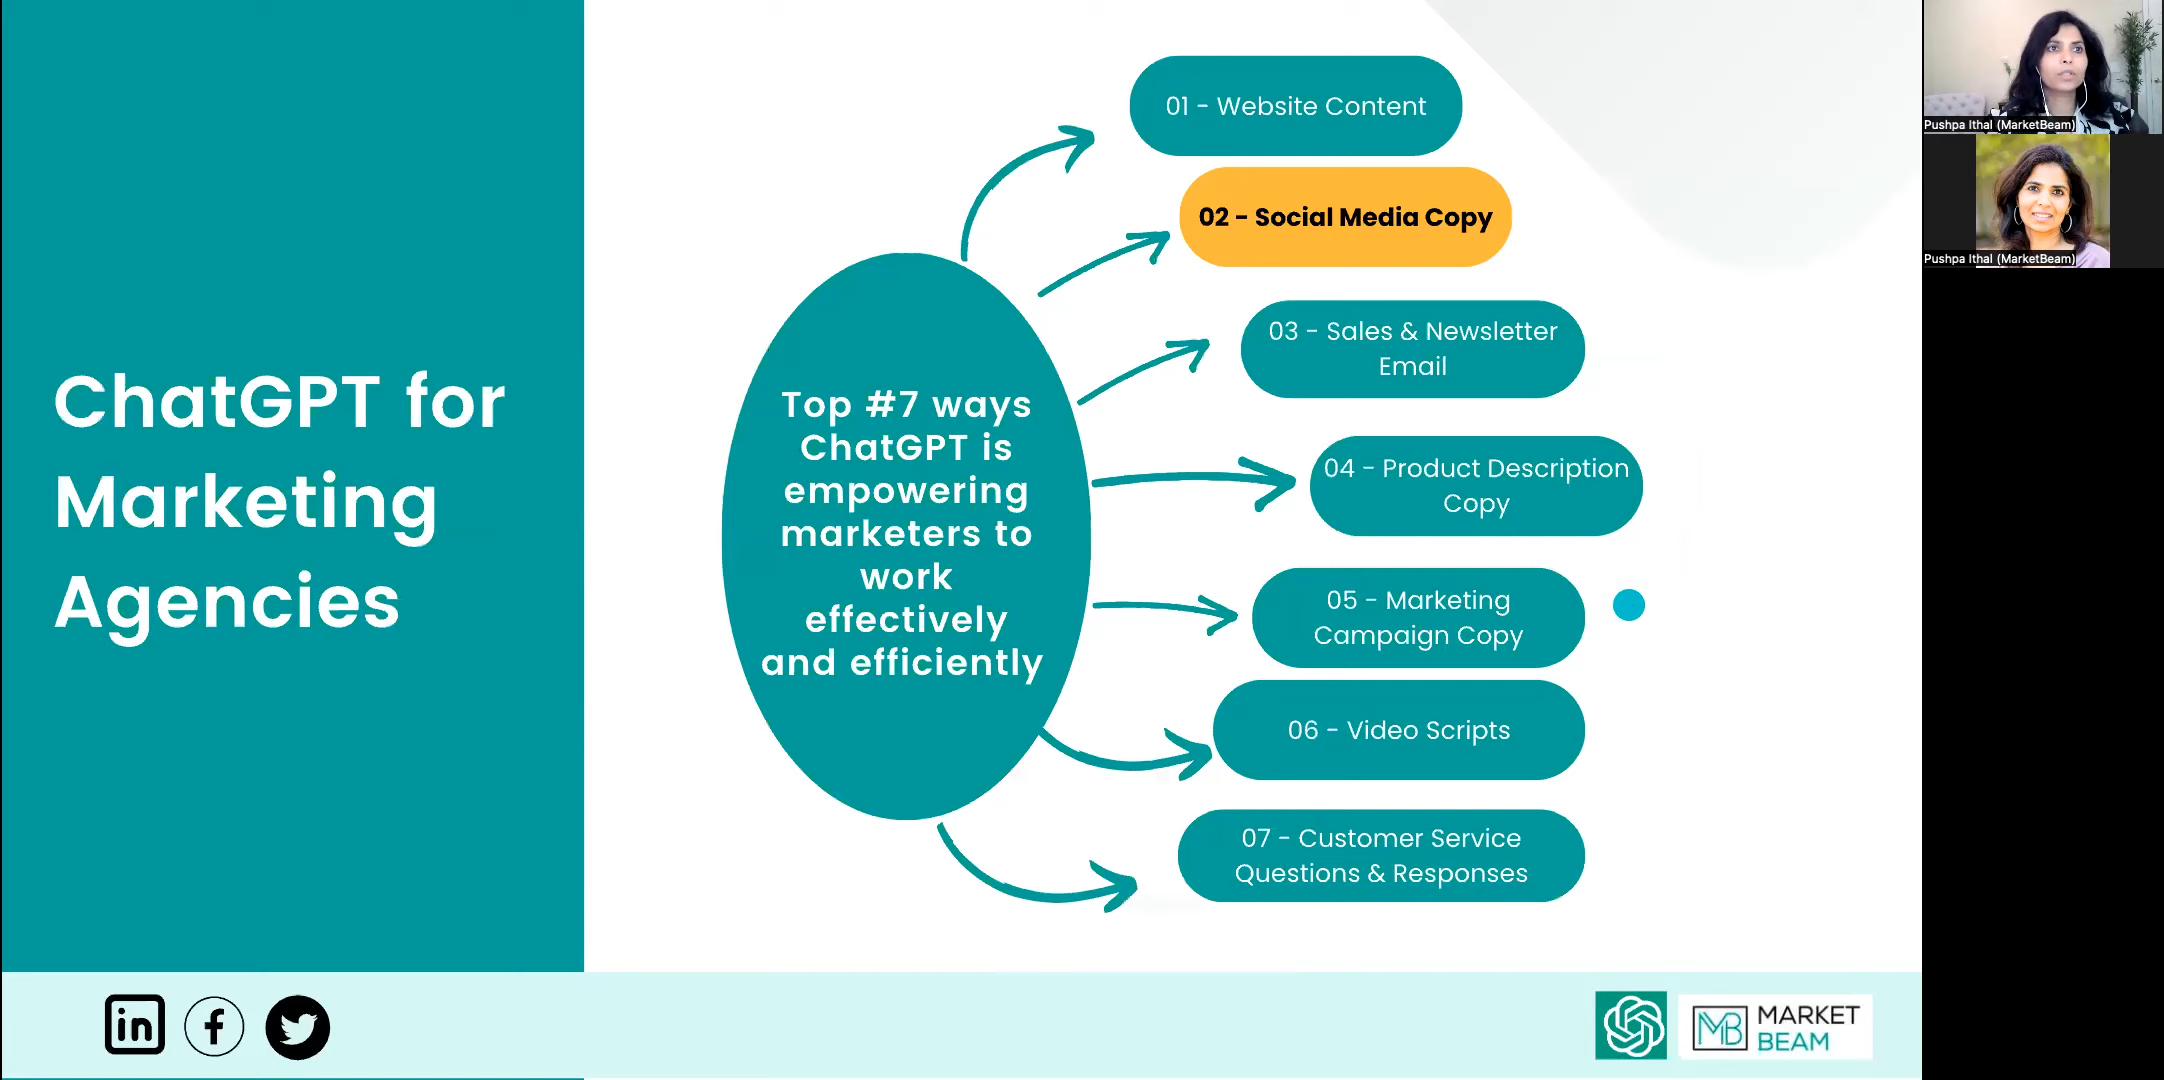 ChatGPT for
Marketing
Agencies
Top #7 ways
ChatGPT is
empowering
marketers to
work
effectively
and efficiently
01 - Website Content
02 - Social Media Copy
03 - Sales & Newsletter
Email
04 - Product Description
Copy
05 - Marketing
Campaign Copy
06 - Video Scripts
07 - Customer Service
Questions & Responses
in
f
MB
MARKET
BEAM
Pushpa Ithal (MarketBeam)
Pushpa Ithal (MarketBeam)